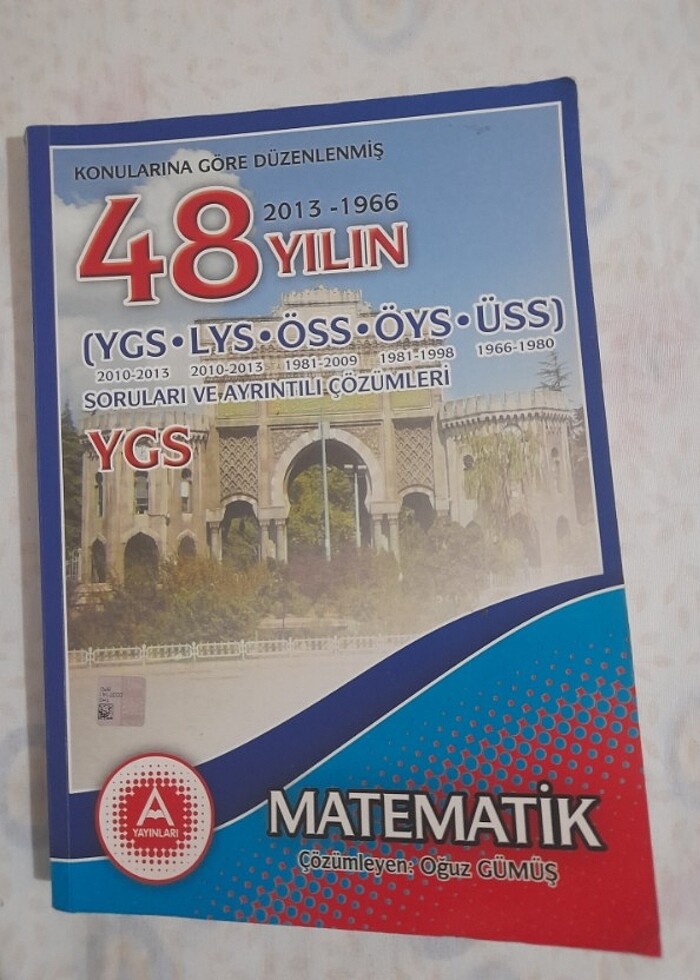 KONULARINA GÖRE DÜZENLENMİŞ
48 2013 -1966
YILIN
(YGS • LYS • ÖSS • ÖYS • ÜSS)
2010-2013 2010-2013 1981-2009 1981-1998 1966-1980
SORULARI VE AYRINTILI ÇÖZÜMLERİ
YGS
A
YAYINLARI
MATEMATİK
Çözümleyen: Oğuz GÜMÜŞ